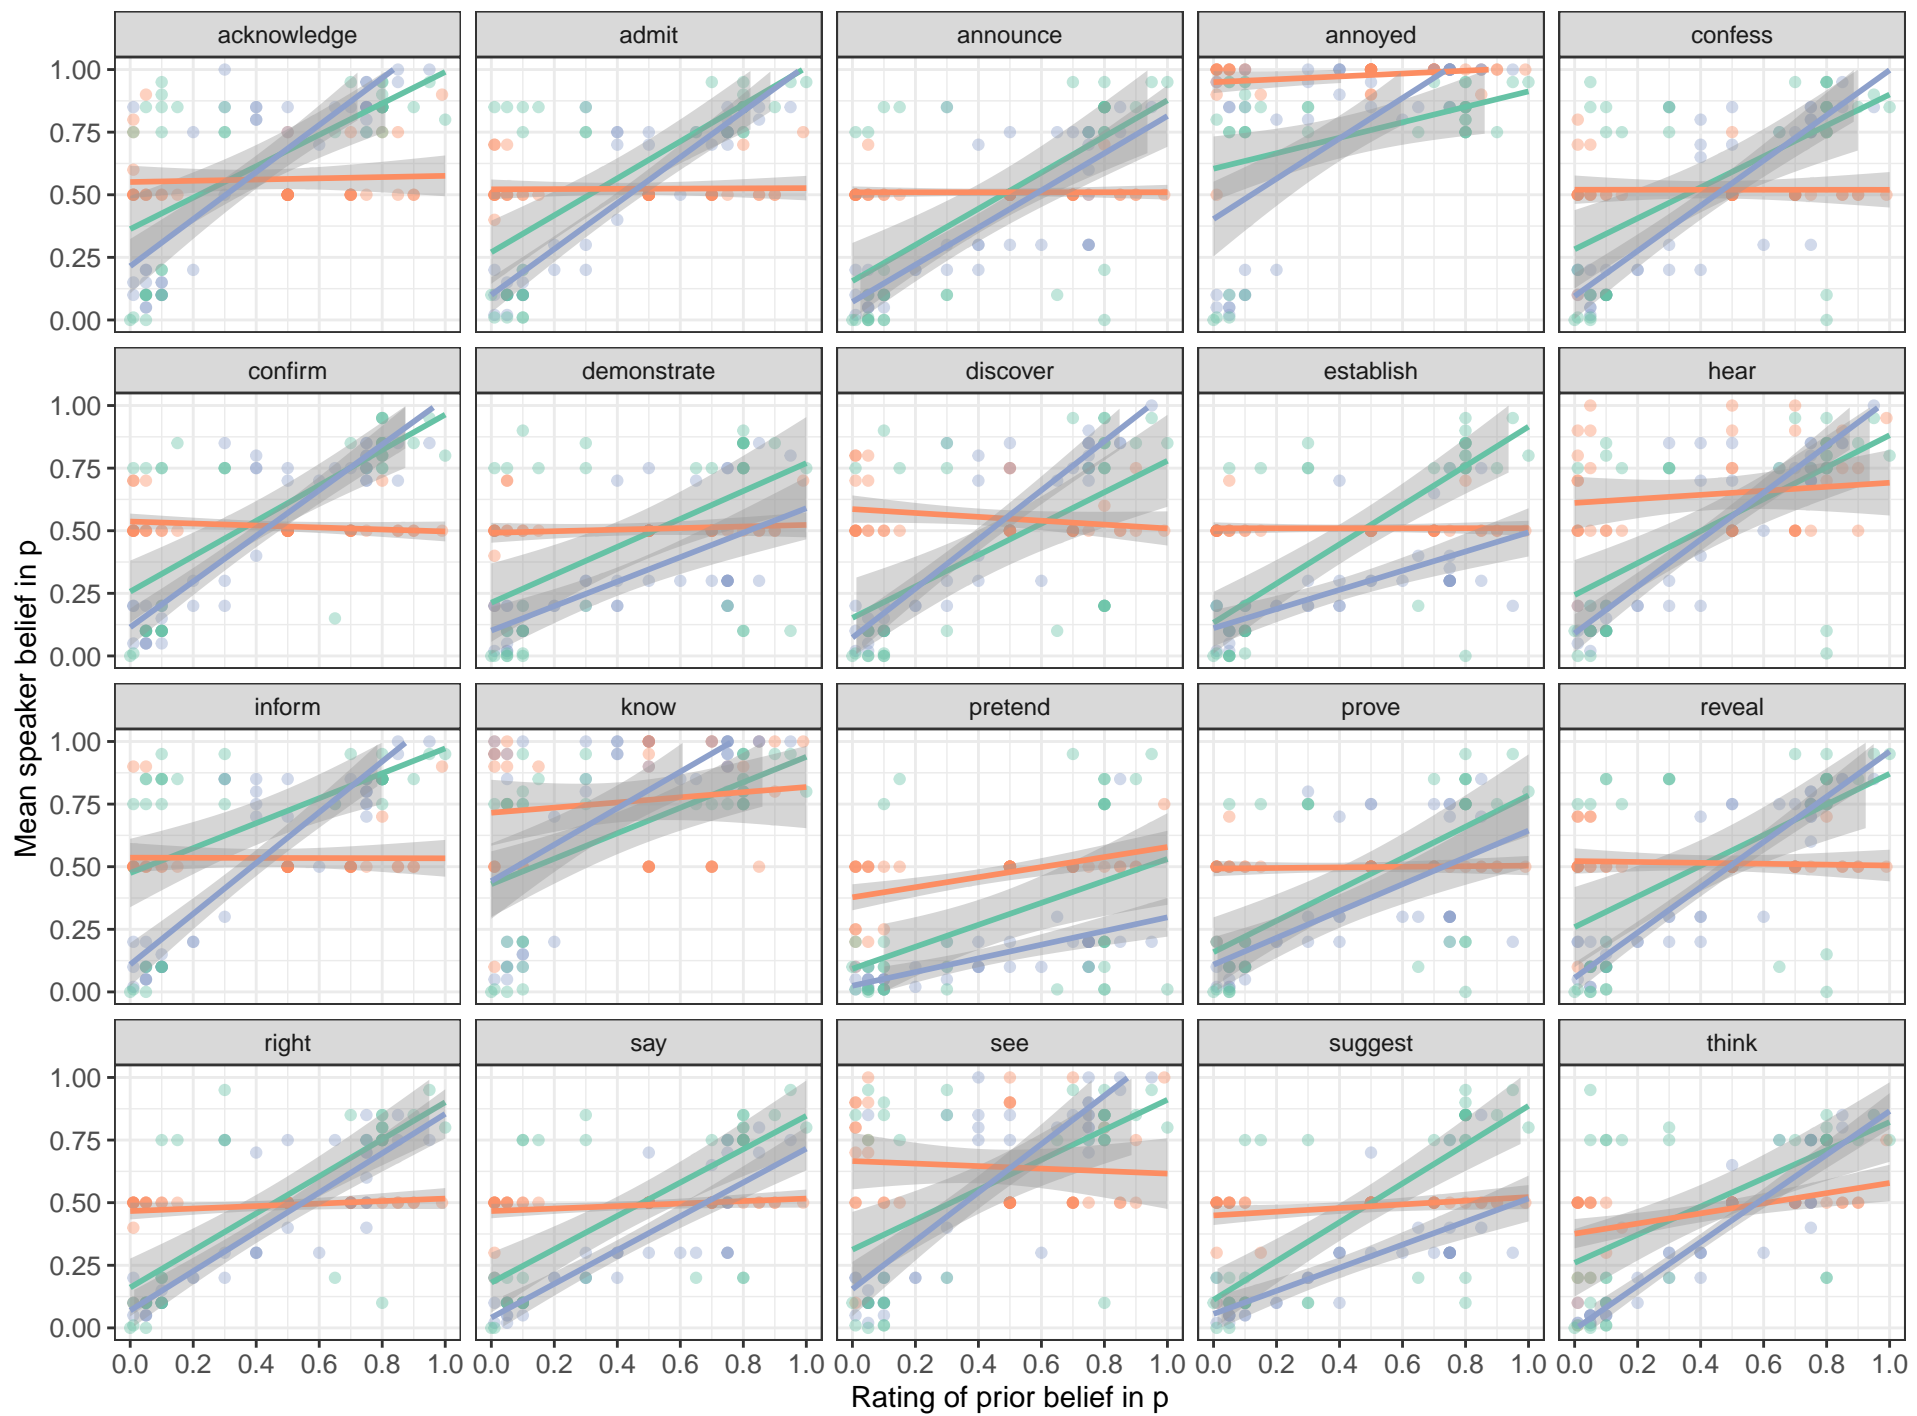 acknowledge admit announce annoyed confess
1.00
0.75
0.50
0.25
0.00
confirm demonstrate discover establish hear
1.00
0.75
0.50
0.25
0.00
Mean speaker belief in p
inform know pretend prove reveal
1.00
0.75
0.50
0.25
0.00
right say see suggest think
1.00
0.75
0.50
0.25
0.00
0.0 0.2 0.4 0.6 0.8 1.0 0.0 0.2 0.4 0.6 0.8 1.0 0.0 0.2 0.4 0.6 0.8 1.0 0.0 0.2 0.4 0.6 0.8 1.0 0.0 0.2 0.4 0.6 0.8 1.0
Rating of prior belief in p